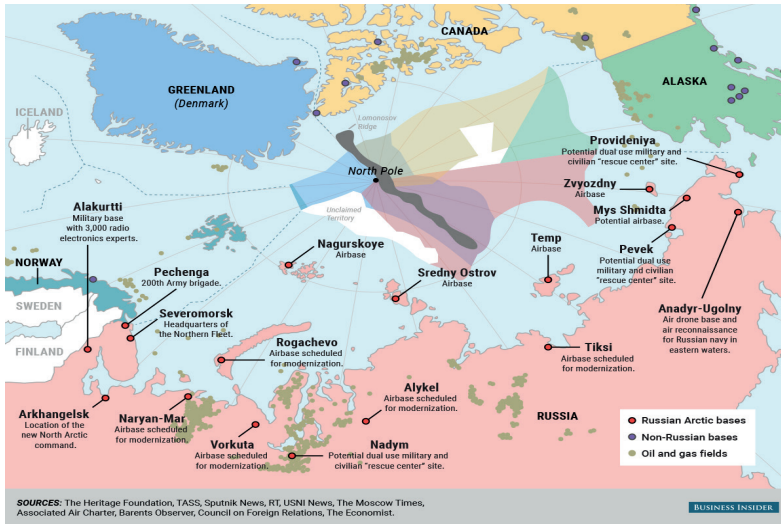 CANADA
GREENLAND
(Denmark)
ALASKA
ICELAND
Lomonosov
Ridge
North Pole
Unclaimed
Territory
Provideniya
Potential dual use military and
civilian “rescue center” site.
Zvyozdny
Airbase
Mys Shmidta
Potential airbase.
Pevek
Potential dual use
military and civilian
“rescue center” site.
Alakurtti
Military base
with 3,000 radio
electronics experts.
Nagurskoye
Airbase
Temp
Airbase
Sredny Ostrov
Airbase
NORWAY
Pechenga
200th Army brigade.
SWEDEN
Severomorsk
Headquarters of
the Northern Fleet.
FINLAND
Anadyr-Ugolny
Air drone base and
air reconnaissance
for Russian navy in
eastern waters.
Rogachevo
Airbase scheduled
for modernization.
Tiksi
Airbase scheduled
for modernization.
Alykel
Airbase scheduled
for modernization.
RUSSIA
Arkhangelsk
Location of the
new North Arctic
command.
Naryan-Mar
Airbase scheduled
for modernization.
Vorkuta
Airbase scheduled
for modernization.
Nadym
Potential dual use military and
civilian “rescue center” site.
Russian Arctic bases
Non-Russian bases
Oil and gas fields
SOURCES: The Heritage Foundation, TASS, Sputnik News, RT, USNI News, The Moscow Times,
Associated Air Charter, Barents Observer, Council on Foreign Relations, The Economist.
BUSINESS INSIDER